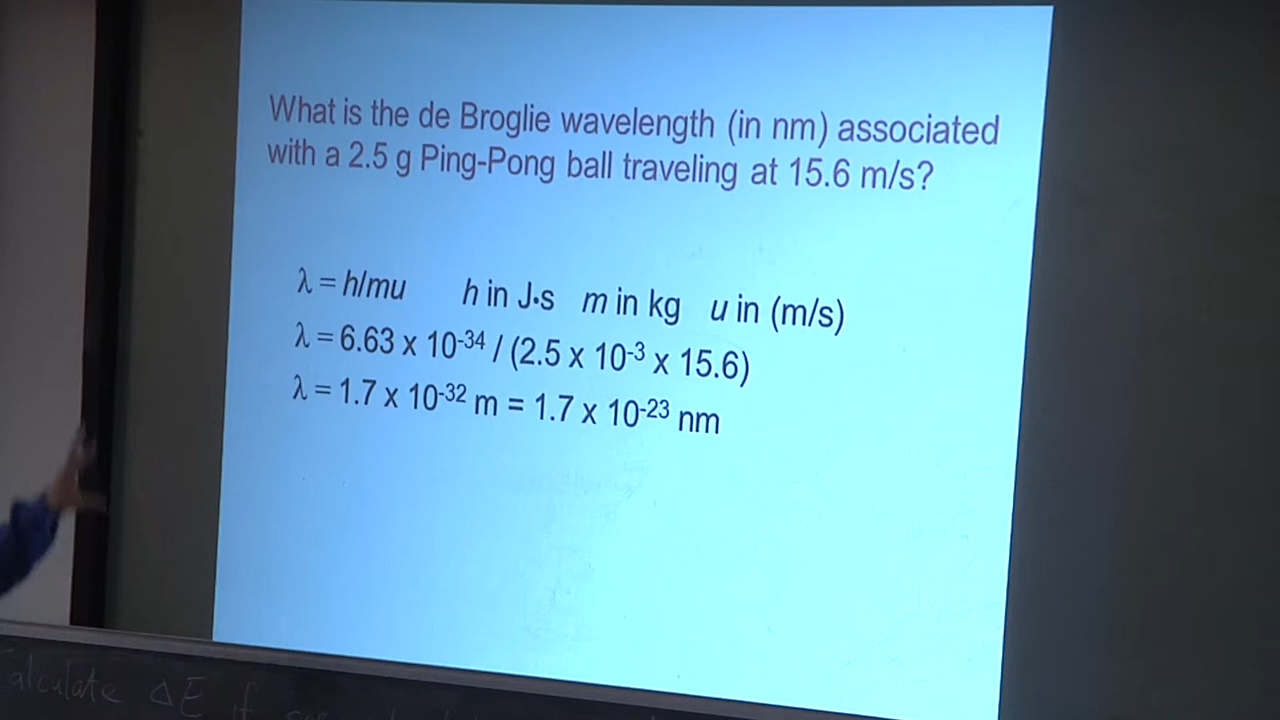 What is the de Broglie wavelength (in nm) associated
with a 2.5 g Ping-Pong ball traveling at 15.6 m/s?
λ = h/mu h in J•s m in kg u in (m/s)
λ = 6.63 x 10⁻³⁴ / (2.5 x 10⁻³ x 15.6)
λ = 1.7 x 10⁻³² m = 1.7 x 10⁻²³ nm
alculate ΔE if